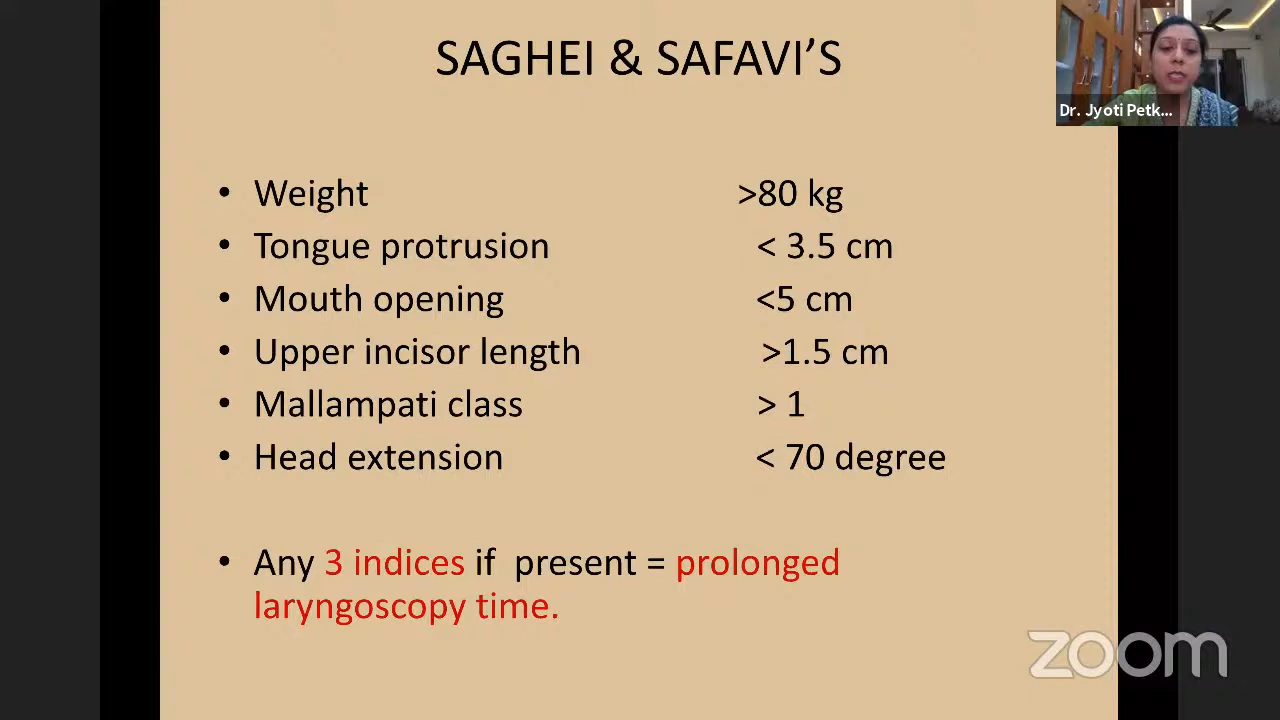 SAGHEI & SAFAVI’S
Dr. Jyoti Petk...
• Weight >80 kg
• Tongue protrusion < 3.5 cm
• Mouth opening <5 cm
• Upper incisor length >1.5 cm
• Mallampati class > 1
• Head extension < 70 degree
• Any 3 indices if present = prolonged
laryngoscopy time.
zoom